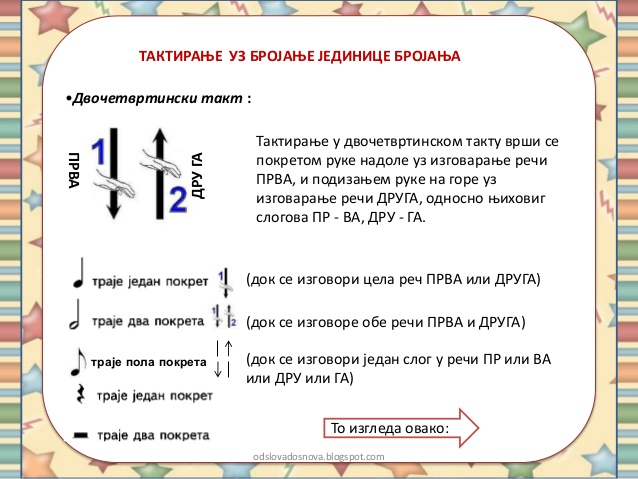 ТАКТИРАЊЕ УЗ БРОЈАЊЕ ЈЕДИНИЦЕ БРОЈАЊА
•Двочетвртински такт :
ПРВА
1
2
ДРУ ГА
Тактирање у двочетвртинском такту врши се
покретом руке надоле уз изговарање речи
ПРВА, и подизањем руке на горе уз
изговарање речи ДРУГА, односно њиховиг
слогова ПР - ВА, ДРУ - ГА.
траје један покрет 1 (док се изговори цела реч ПРВА или ДРУГА)
траје два покрета 1 2 (док се изговоре обе речи ПРВА и ДРУГА)
траје пола покрета (док се изговори један слог у речи ПР или ВА
или ДРУ или ГА)
траје један покрет
траје два покрета
То изгледа овако:
odslovadosnova.blogspot.com